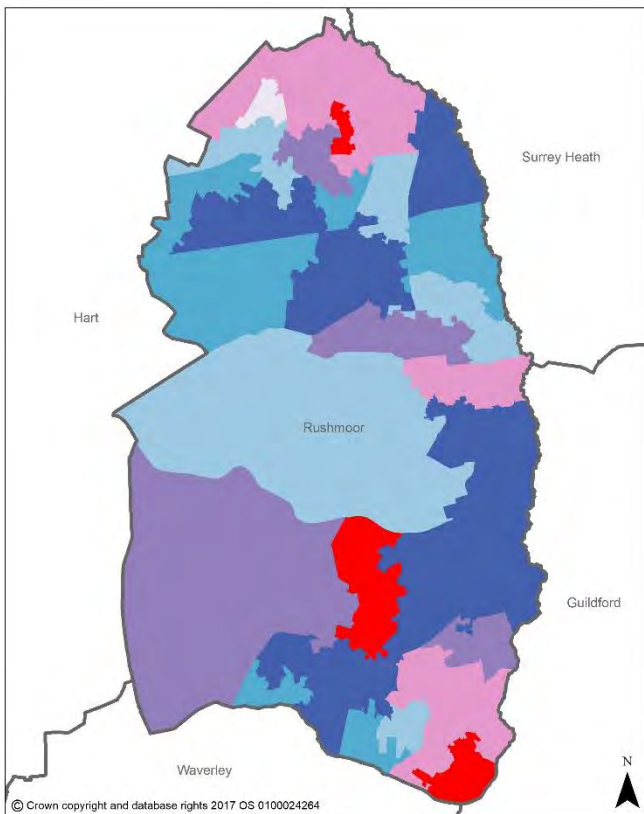 Surrey Heath
Hart
Rushmoor
Guildford
Waverley
N
© Crown copyright and database rights 2017 OS 0100024264